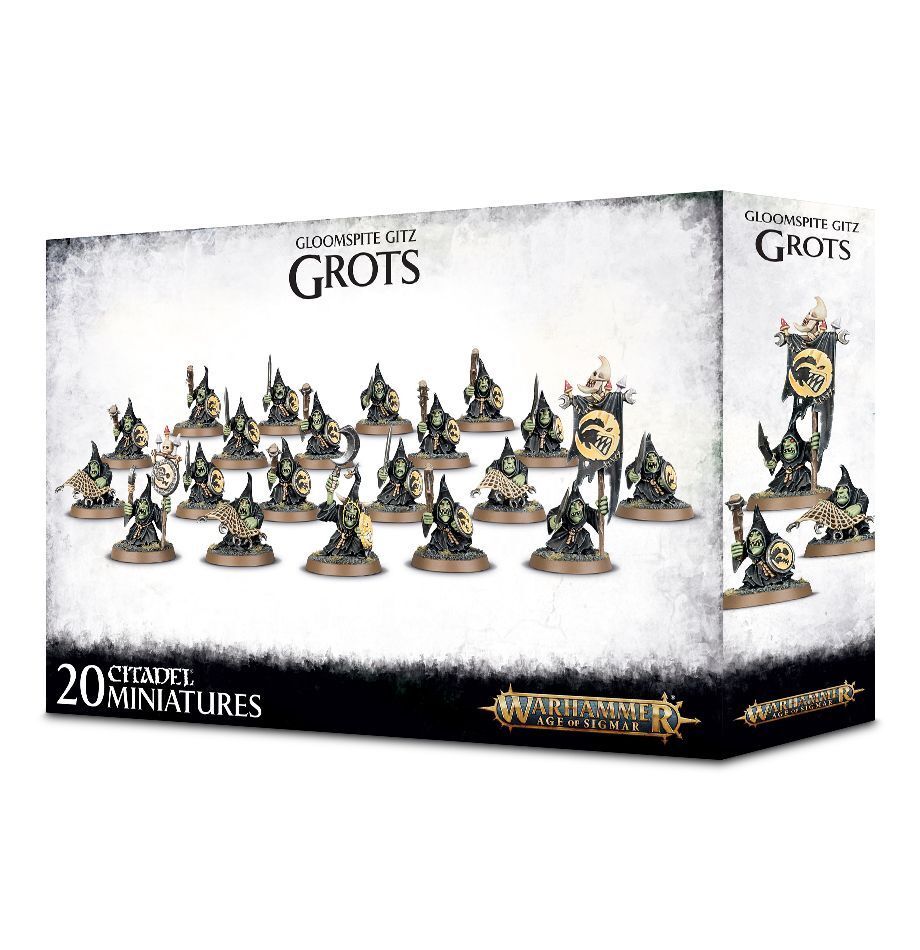 GLOOMSPITE GITZ
GROTS
20 CITADEL
MINIATURES
WARHAMMER
AGE OF SIGMAR
GLOOMSPITE GITZ
GROTS
WARHAMMER
AGE OF SIGMAR